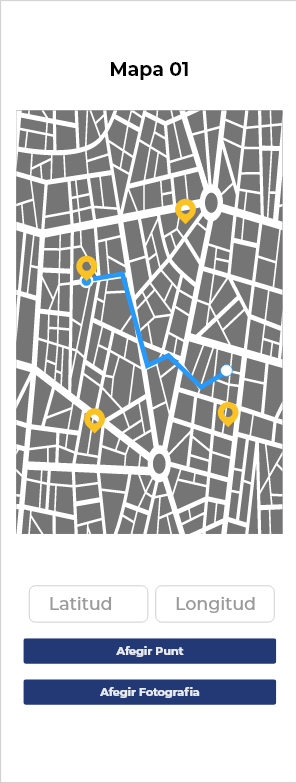 Mapa 01
Latitud Longitud
Afegir Punt
Afegir Fotografia